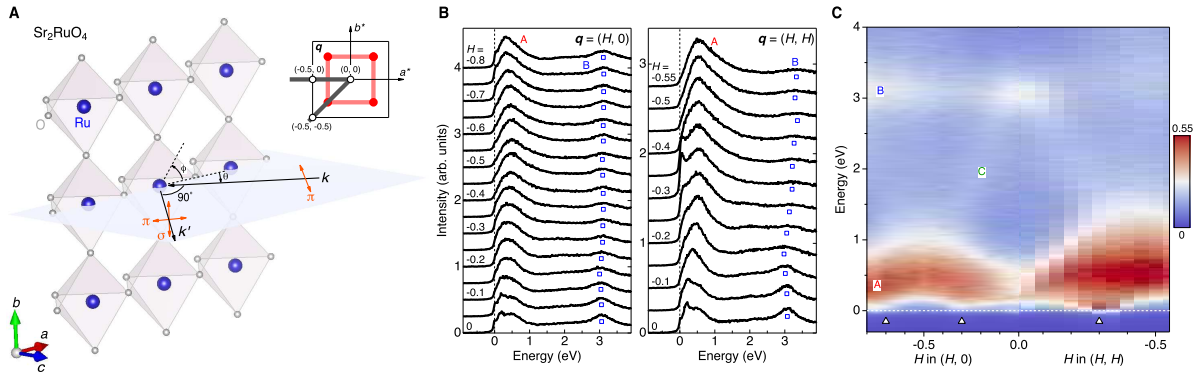 A
Sr2RuO4
O
Ru
ϕ
θ
90°
k
π
π
σ
k′
b
a
c
b*
q
(-0.5, 0)
(0, 0)
a*
(-0.5, -0.5)
B
Intensity (arb. units)
4
3
2
1
0
H =
-0.8
-0.7
-0.6
-0.5
-0.4
-0.3
-0.2
-0.1
0
A
q = (H, 0)
B
0 1 2 3
Energy (eV)
3
2
1
0
H =
-0.55
-0.5
-0.4
-0.3
-0.2
-0.1
0
A
q = (H, H)
B
0 1 2 3
Energy (eV)
C
Energy (eV)
4
3
2
1
0
B
C
A
-0.5 0.0 -0.5
H in (H, 0) H in (H, H)
0.55
0